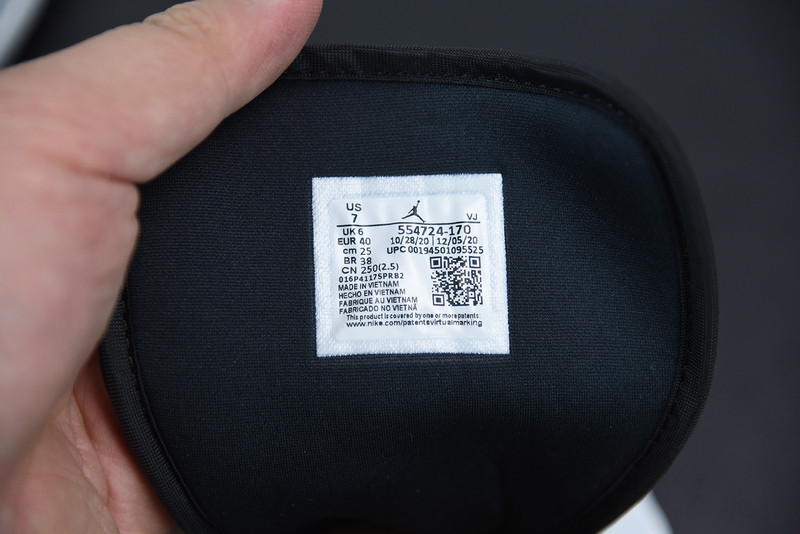 US
7
VJ
UK 6
554724-170
EUR 40
10/28/20 | 12/05/20
cm 25
UPC 00194501095525
BR 38
CN 250(2.5)
016P4117SPRB2
MADE IN VIETNAM
HECHO EN VIETNAM
FABRIQUE AU VIETNAM
FABRICADO NO VIETNÃ
This product is covered by one or more patents:
www.nike.com/patentsvirtualmarking